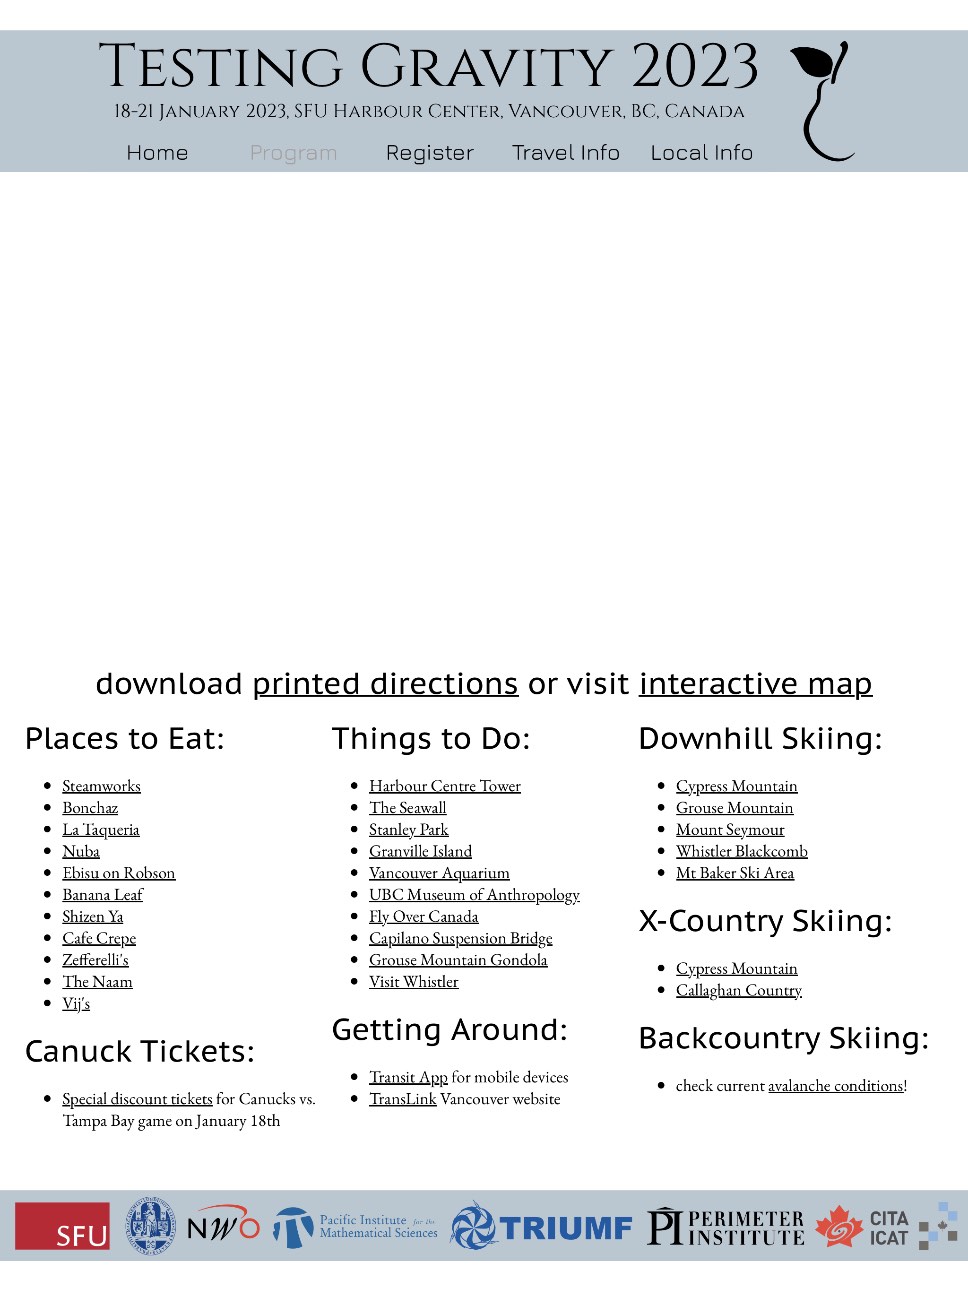 Testing Gravity 2023
18-21 January 2023, SFU Harbour Center, Vancouver, BC, Canada
Home Program Register Travel Info Local Info
download printed directions or visit interactive map
Places to Eat:
Steamworks
Bonchaz
La Taqueria
Nuba
Ebisu on Robson
Banana Leaf
Shizen Ya
Cafe Crepe
Zefferelli's
The Naam
Vij's
Canuck Tickets:
Special discount tickets for Canucks vs.
Tampa Bay game on January 18th
Things to Do:
Harbour Centre Tower
The Seawall
Stanley Park
Granville Island
Vancouver Aquarium
UBC Museum of Anthropology
Fly Over Canada
Capilano Suspension Bridge
Grouse Mountain Gondola
Visit Whistler
Getting Around:
Transit App for mobile devices
TransLink Vancouver website
Downhill Skiing:
Cypress Mountain
Grouse Mountain
Mount Seymour
Whistler Blackcomb
Mt Baker Ski Area
X-Country Skiing:
Cypress Mountain
Callaghan Country
Backcountry Skiing:
check current avalanche conditions!
SFU
NWO
Pacific Institute for the
Mathematical Sciences
TRIUMF
PI PERIMETER
INSTITUTE
CITA
ICAT